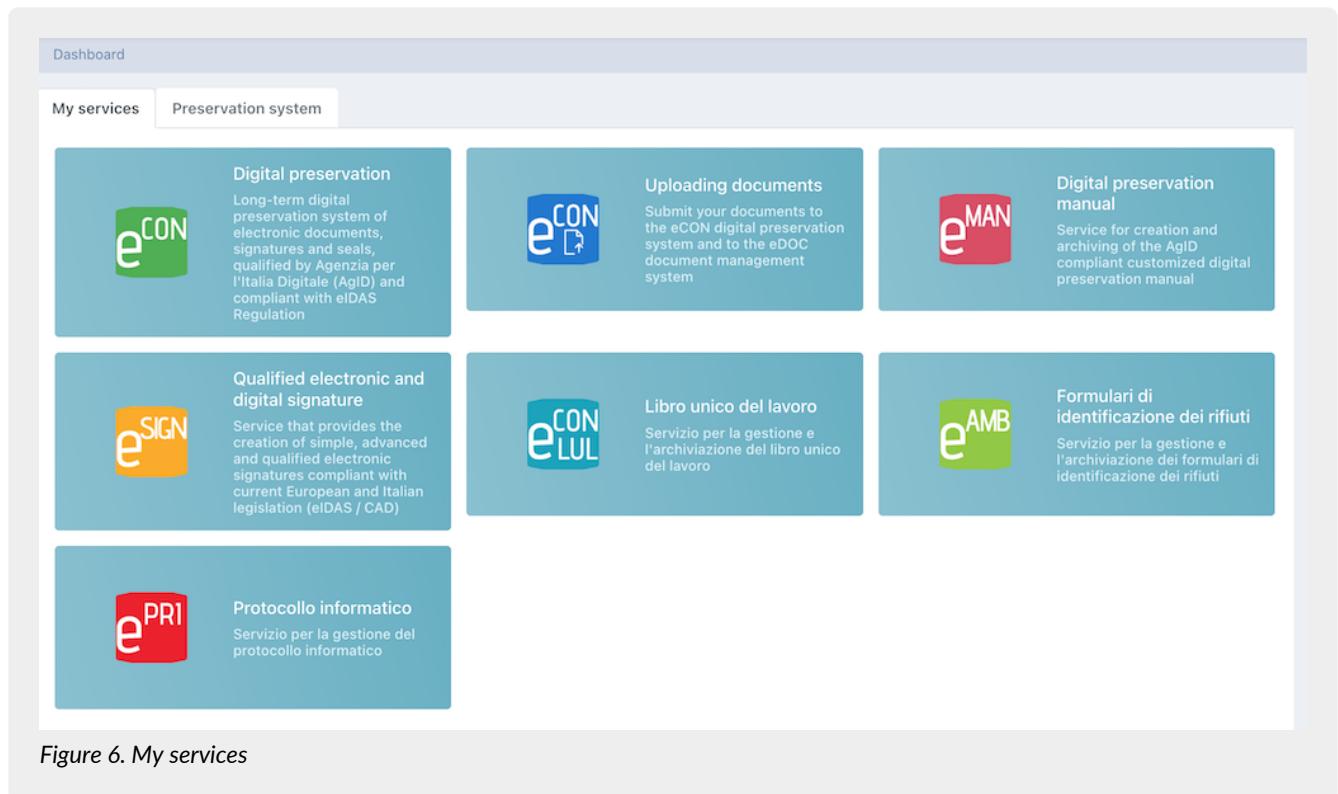 Dashboard
My services
Preservation system
eCON
Digital preservation
Long-term digital
preservation system of
electronic documents,
signatures and seals,
qualified by Agenzia per
l'Italia Digitale (AgID) and
compliant with eIDAS
Regulation
eCON
Uploading documents
Submit your documents to
the eCON digital preservation
system and to the eDOC
document management
system
eMAN
Digital preservation
manual
Service for creation and
archiving of the AgID
compliant customized digital
preservation manual
eSIGN
Qualified electronic and
digital signature
Service that provides the
creation of simple, advanced
and qualified electronic
signatures compliant with
current European and Italian
legislation (eIDAS / CAD)
eCON
LUL
Libro unico del lavoro
Servizio per la gestione e
l'archiviazione del libro unico
del lavoro
eAMB
Formulari di
identificazione dei rifiuti
Servizio per la gestione e
l'archiviazione dei formulari di
identificazione dei rifiuti
ePRI
Protocollo informatico
Servizio per la gestione del
protocollo informatico
Figure 6. My services